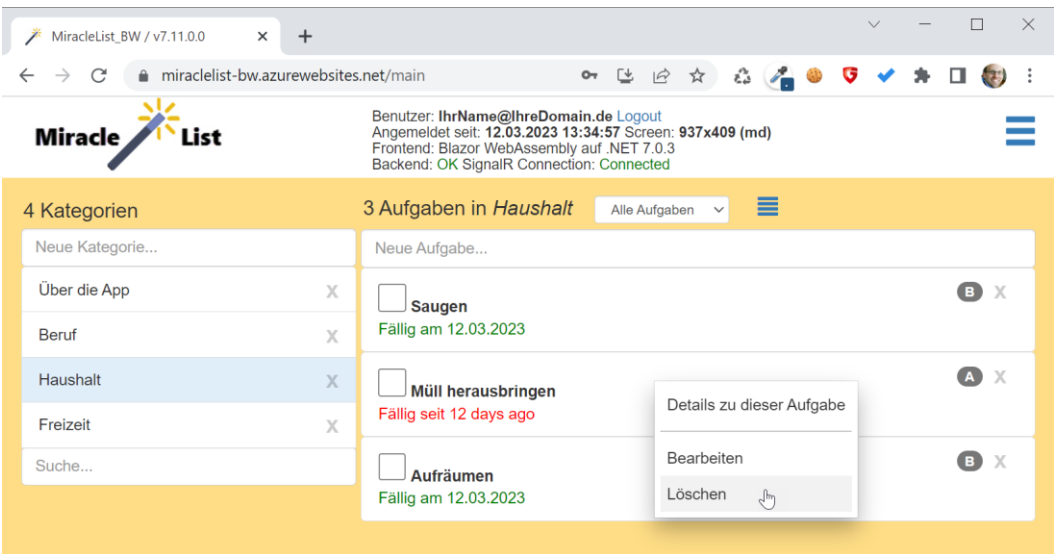 MiracleList_BW / v7.11.0.0
miraclelist-bw.azurewebsites.net/main
Miracle List
Benutzer: IhrName@IhreDomain.de Logout
Angemeldet seit: 12.03.2023 13:34:57 Screen: 937x409 (md)
Frontend: Blazor WebAssembly auf .NET 7.0.3
Backend: OK SignalR Connection: Connected
4 Kategorien
Neue Kategorie...
Über die App X
Beruf X
Haushalt X
Freizeit X
Suche...
3 Aufgaben in Haushalt Alle Aufgaben
Neue Aufgabe...
Saugen B X
Fällig am 12.03.2023
Müll herausbringen A X
Fällig seit 12 days ago
Aufräumen B X
Fällig am 12.03.2023
Details zu dieser Aufgabe
Bearbeiten
Löschen